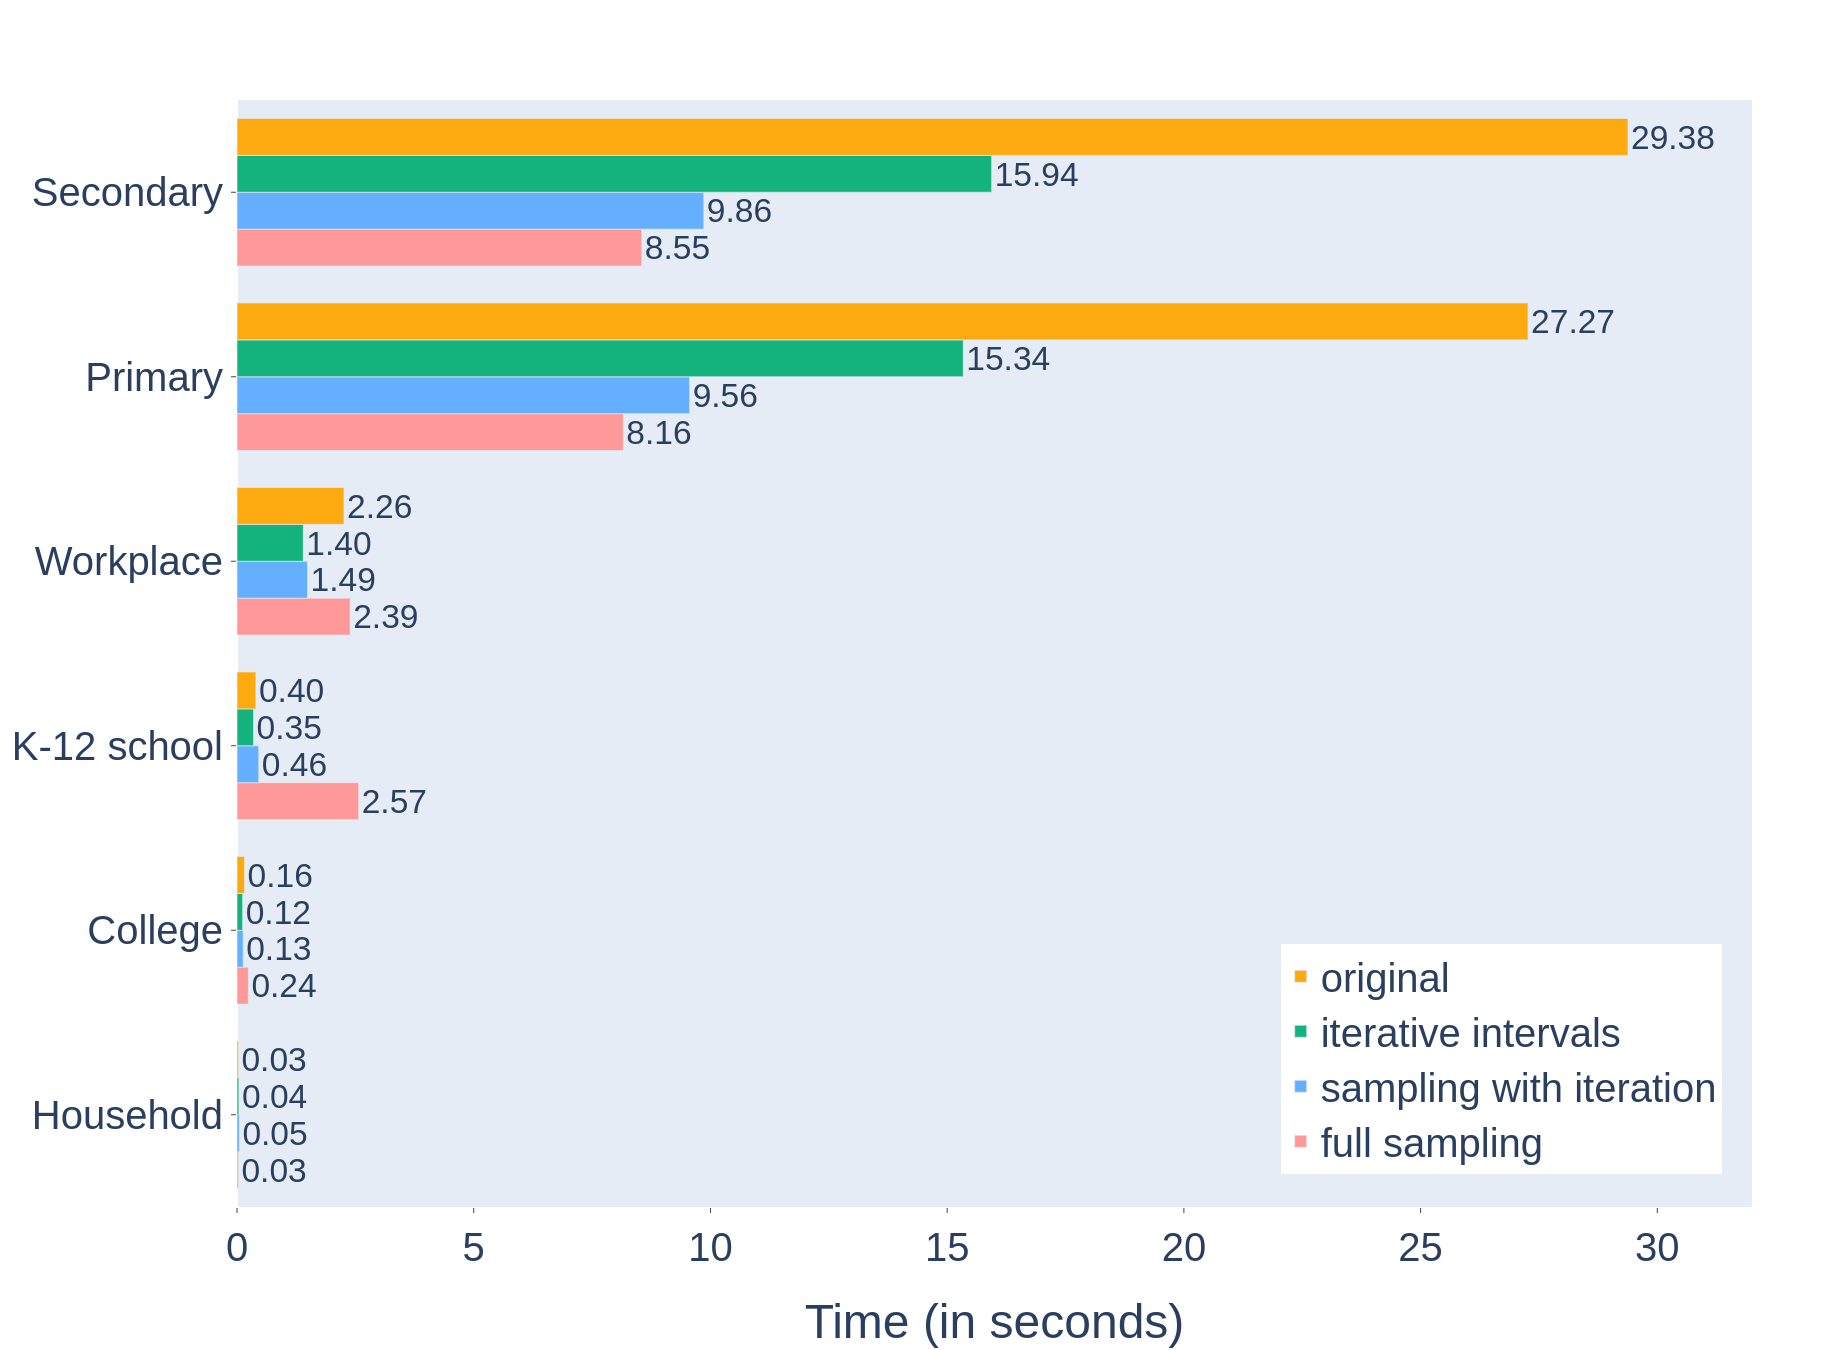 29.38
15.94
Secondary
9.86
8.55
27.27
15.34
Primary
9.56
8.16
2.26
1.40
Workplace
1.49
2.39
0.40
0.35
K-12 school
0.46
2.57
0.16
0.12
College
0.13
0.24
0.03
0.04
Household
0.05
0.03
original
iterative intervals
sampling with iteration
full sampling
0 5 10 15 20 25 30
Time (in seconds)